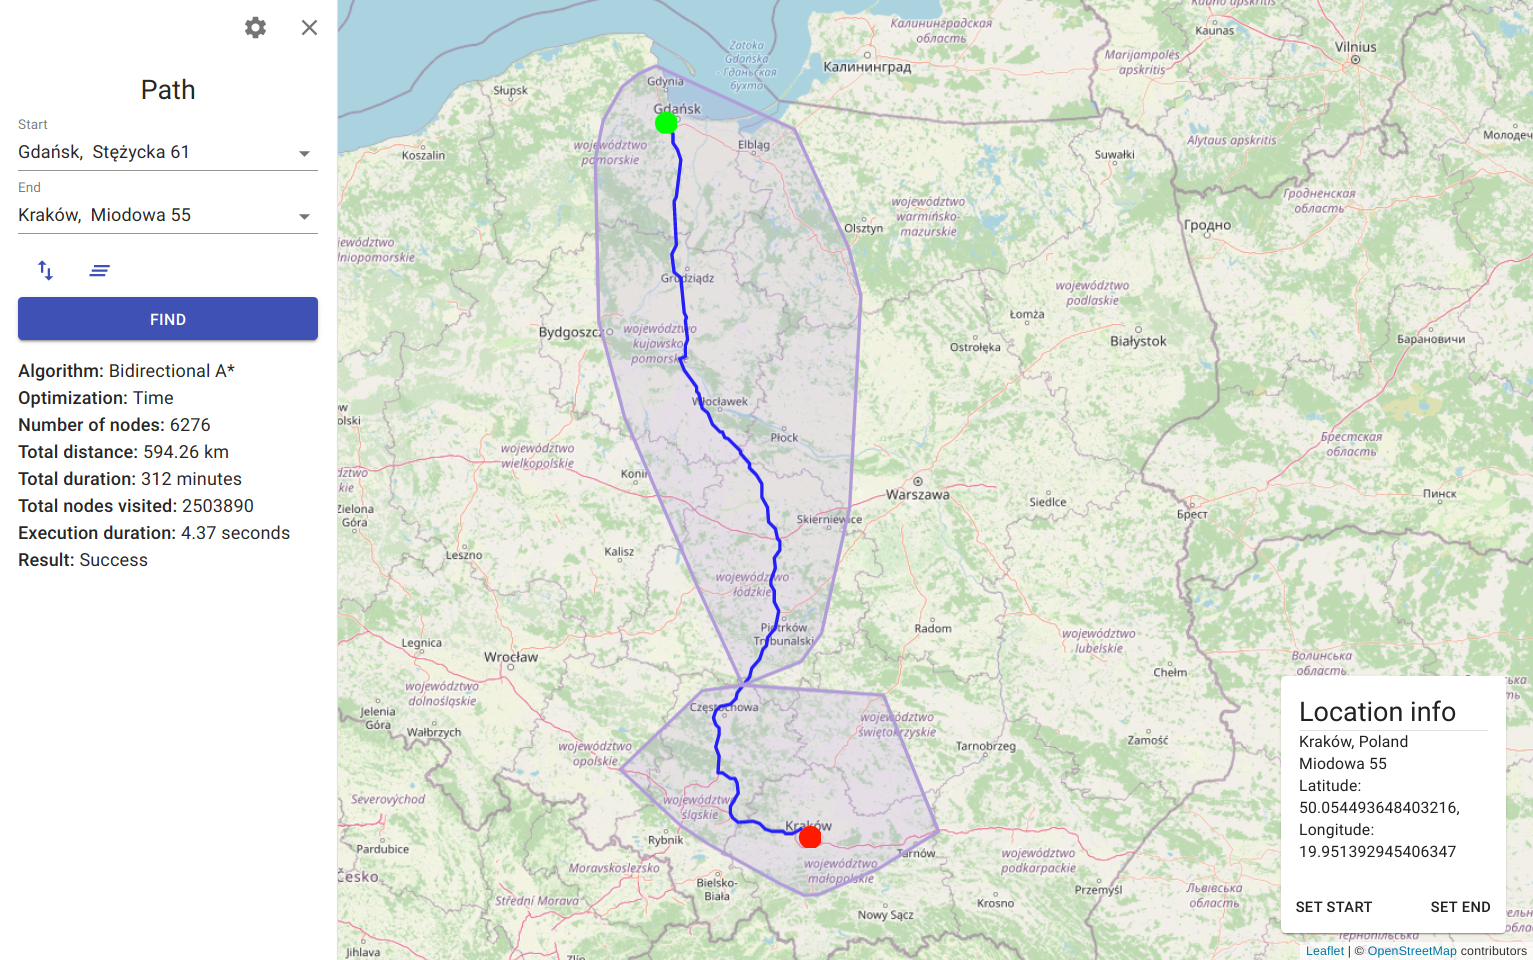 Path
Start
Gdańsk,  Stężycka 61
End
Kraków,  Miodowa 55
FIND
Algorithm: Bidirectional A*
Optimization: Time
Number of nodes: 6276
Total distance: 594.26 km
Total duration: 312 minutes
Total nodes visited: 2503890
Execution duration: 4.37 seconds
Result: Success
Kaunas
Vilnius
Marijampolės
apskritis
Калининградская
область
Калининград
Zatoka
Gdańska
- Гданьская
бухта
Gdynia
Gdańsk
Słupsk
Koszalin
województwo
pomorskie
Elbląg
Suwałki
Alytaus apskritis
Молодеч
Гродненская
область
Гродно
województwo
warmińsko-
mazurskie
Olsztyn
iewództwo
lniopomorskie
Grudziądz
województwo
podlaskie
Łomża
Ostrołęka
Białystok
Барановичи
Bydgoszcz
województwo
kujawsko-
pomorskie
Włocławek
Płock
Брестская
область
województwo
wielkopolskie
Konin
Warszawa
Siedlce
Пинск
Брест
Zielona
Góra
Skierniewice
Leszno
Kalisz
województwo
łódzkie
Piotrków
Trybunalski
Radom
województwo
lubelskie
Legnica
Wrocław
Chełm
Волинська
область
województwo
dolnośląskie
Częstochowa
województwo
świętokrzyskie
Jelenia
Góra
Wałbrzych
województwo
opolskie
Tarnobrzeg
Zamość
Severovýchod
województwo
śląskie
Kraków
Rybnik
Pardubice
Česko
Moravskoslezsko
Tarnów
województwo
małopolskie
województwo
podkarpackie
Bielsko-
Biała
Przemyśl
Львівська
область
Střední Morava
Nowy Sącz
Krosno
Jihlava
Zlín
Location info
Kraków, Poland
Miodowa 55
Latitude:
50.054493648403216,
Longitude:
19.951392945406347
SET START
SET END
Leaflet | © OpenStreetMap contributors